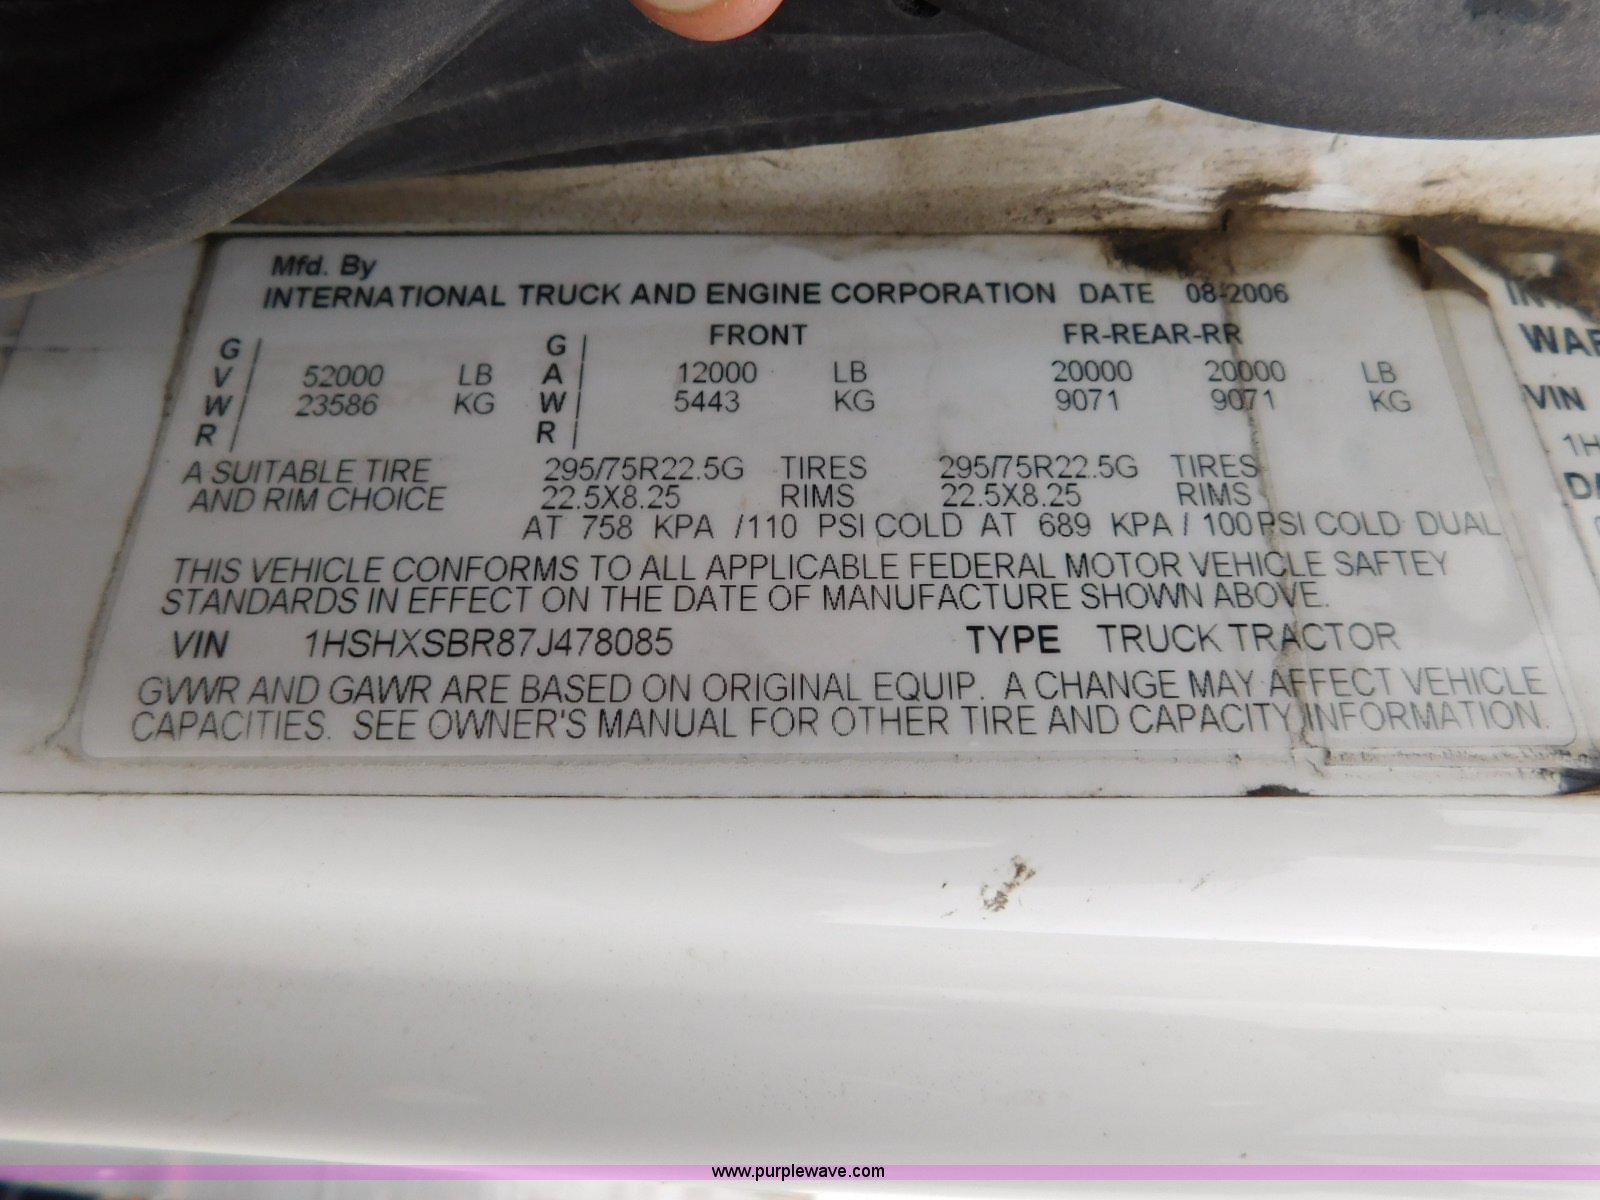 Mfd. By
INTERNATIONAL TRUCK AND ENGINE CORPORATION DATE 08-2006
FRONT FR-REAR-RR
G V W R 52000 LB G A W R 12000 LB 20000 20000 LB
23586 KG 5443 KG 9071 9071 KG
A SUITABLE TIRE 295/75R22.5G TIRES 295/75R22.5G TIRES
AND RIM CHOICE 22.5X8.25 RIMS 22.5X8.25 RIMS
AT 758 KPA /110 PSI COLD AT 689 KPA / 100 PSI COLD DUAL
THIS VEHICLE CONFORMS TO ALL APPLICABLE FEDERAL MOTOR VEHICLE SAFTEY
STANDARDS IN EFFECT ON THE DATE OF MANUFACTURE SHOWN ABOVE.
VIN 1HSHXSBR87J478085 TYPE TRUCK TRACTOR
GVWR AND GAWR ARE BASED ON ORIGINAL EQUIP. A CHANGE MAY AFFECT VEHICLE
CAPACITIES. SEE OWNER'S MANUAL FOR OTHER TIRE AND CAPACITY INFORMATION.
VIN
1H
www.purplewave.com